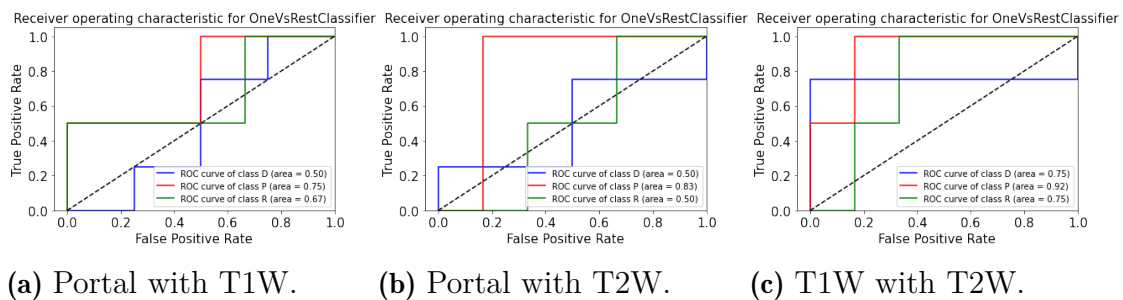 Receiver operating characteristic for OneVsRestClassifier
1.0
0.8
0.6
0.4
0.2
0.0
True Positive Rate
ROC curve of class D (area = 0.50)
ROC curve of class P (area = 0.75)
ROC curve of class R (area = 0.67)
0.0 0.2 0.4 0.6 0.8 1.0
False Positive Rate
(a) Portal with T1W.
Receiver operating characteristic for OneVsRestClassifier
1.0
0.8
0.6
0.4
0.2
0.0
True Positive Rate
ROC curve of class D (area = 0.50)
ROC curve of class P (area = 0.83)
ROC curve of class R (area = 0.50)
0.0 0.2 0.4 0.6 0.8 1.0
False Positive Rate
(b) Portal with T2W.
Receiver operating characteristic for OneVsRestClassifier
1.0
0.8
0.6
0.4
0.2
0.0
True Positive Rate
ROC curve of class D (area = 0.75)
ROC curve of class P (area = 0.92)
ROC curve of class R (area = 0.75)
0.0 0.2 0.4 0.6 0.8 1.0
False Positive Rate
(c) T1W with T2W.